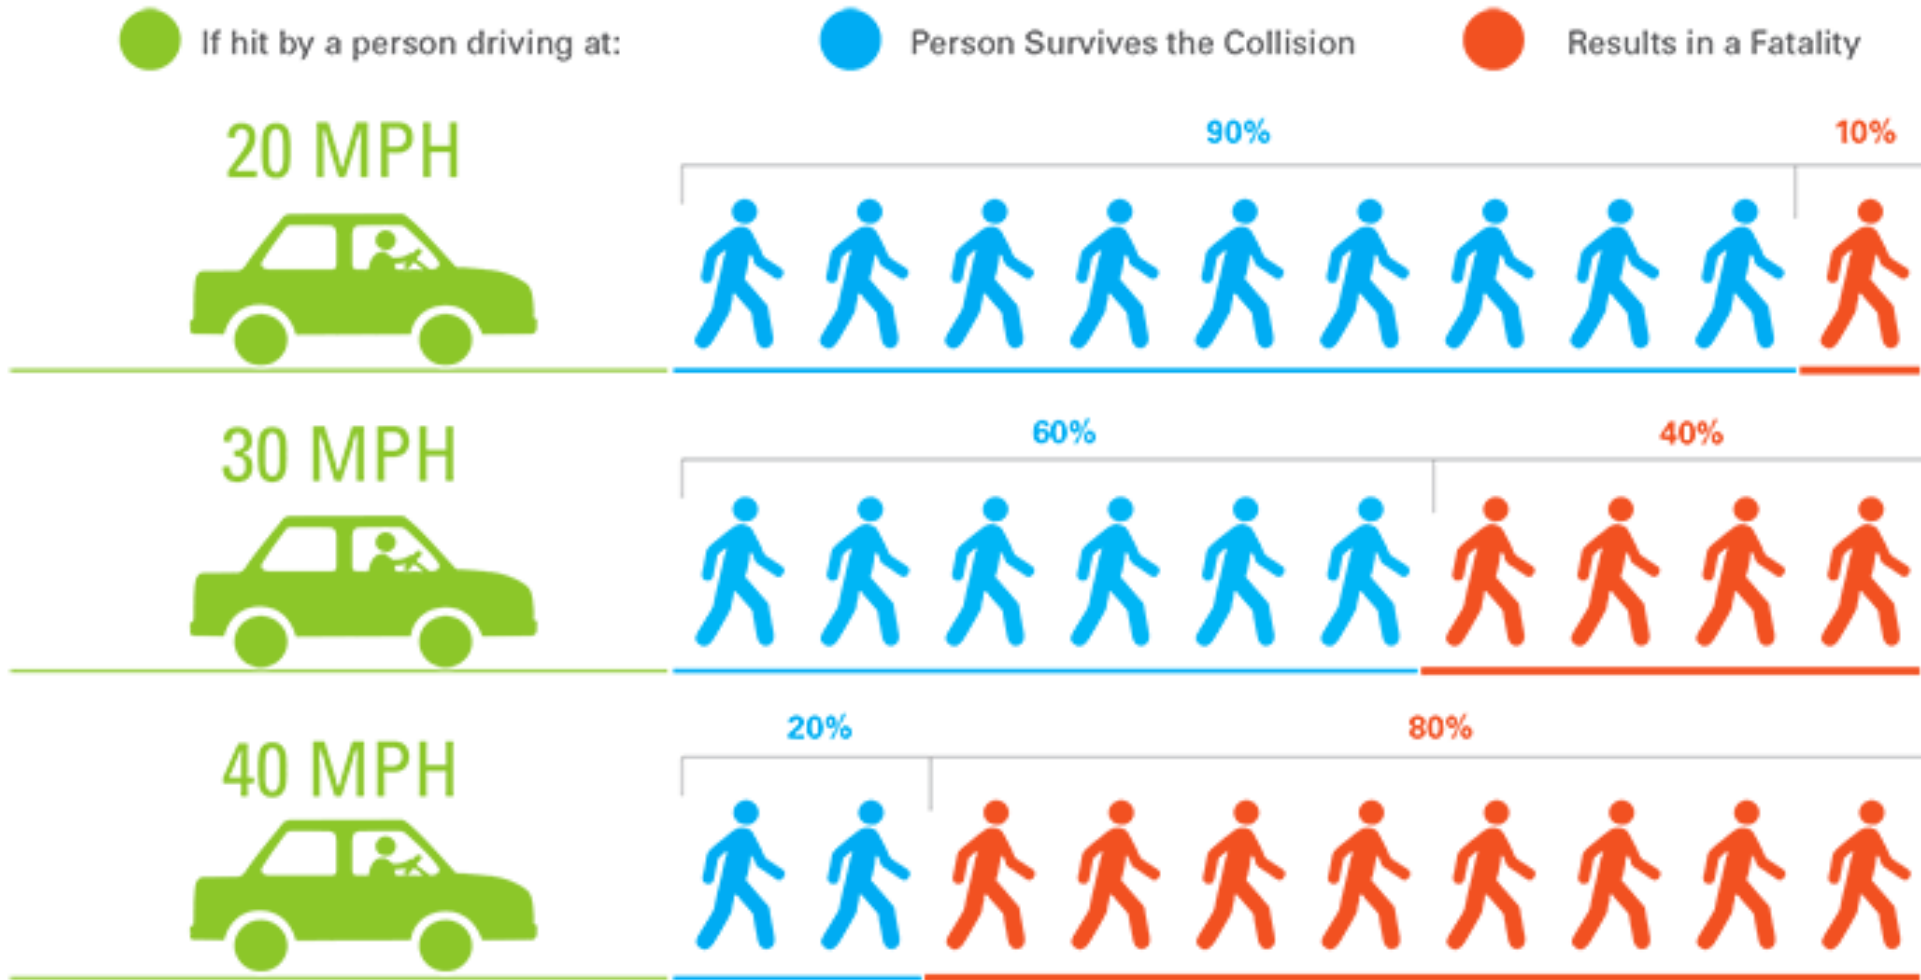 If hit by a person driving at:
Person Survives the Collision
Results in a Fatality
20 MPH
90%
10%
30 MPH
60%
40%
40 MPH
20%
80%